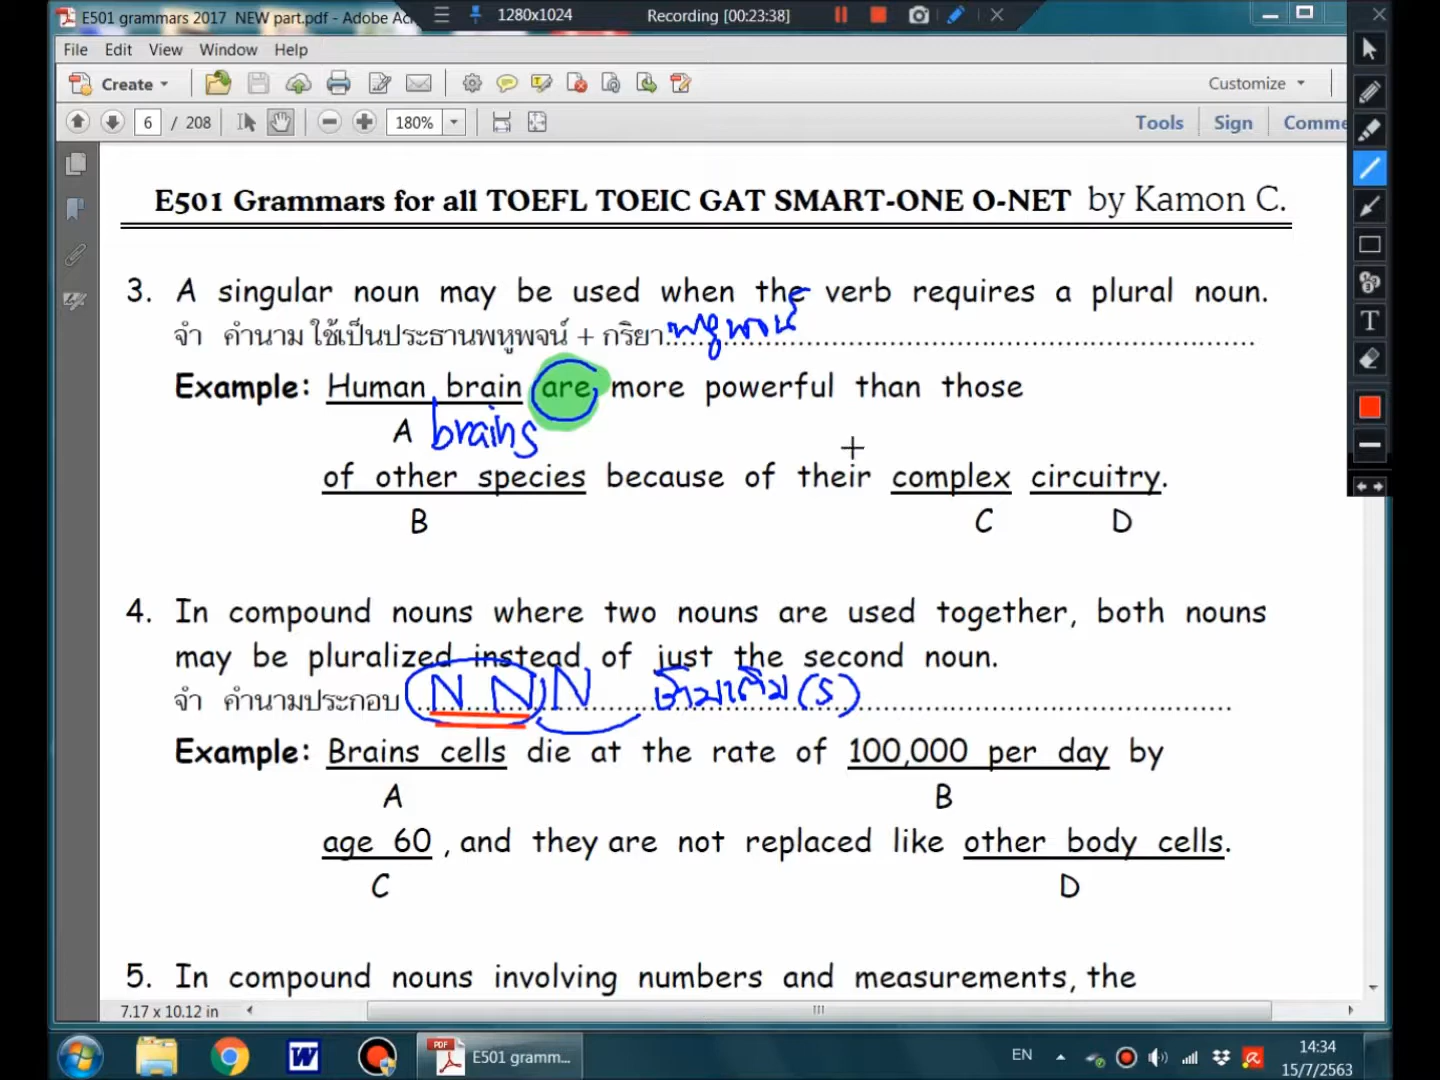 E501 grammars 2017 NEW part.pdf - Adobe Ac
1280x1024
Recording [00:23:38]
File Edit View Window Help
Create
Customize
6 / 208
180%
Tools Sign Comme
E501 Grammars for all TOEFL TOEIC GAT SMART-ONE O-NET by Kamon C.
3. A singular noun may be used when the verb requires a plural noun.
จำ คำนาม ใช้เป็นประธานพหูพจน์ + กริยา พหูพจน์
Example: Human brain are more powerful than those
A brains
of other species because of their complex circuitry.
B C D
4. In compound nouns where two nouns are used together, both nouns
may be pluralized instead of just the second noun.
จำ คำนามประกอบ N N N ห้ามเติม (s)
Example: Brains cells die at the rate of 100,000 per day by
A B
age 60 , and they are not replaced like other body cells.
C D
5. In compound nouns involving numbers and measurements, the
7.17 x 10.12 in
E501 gramm...
EN
14:34
15/7/2563